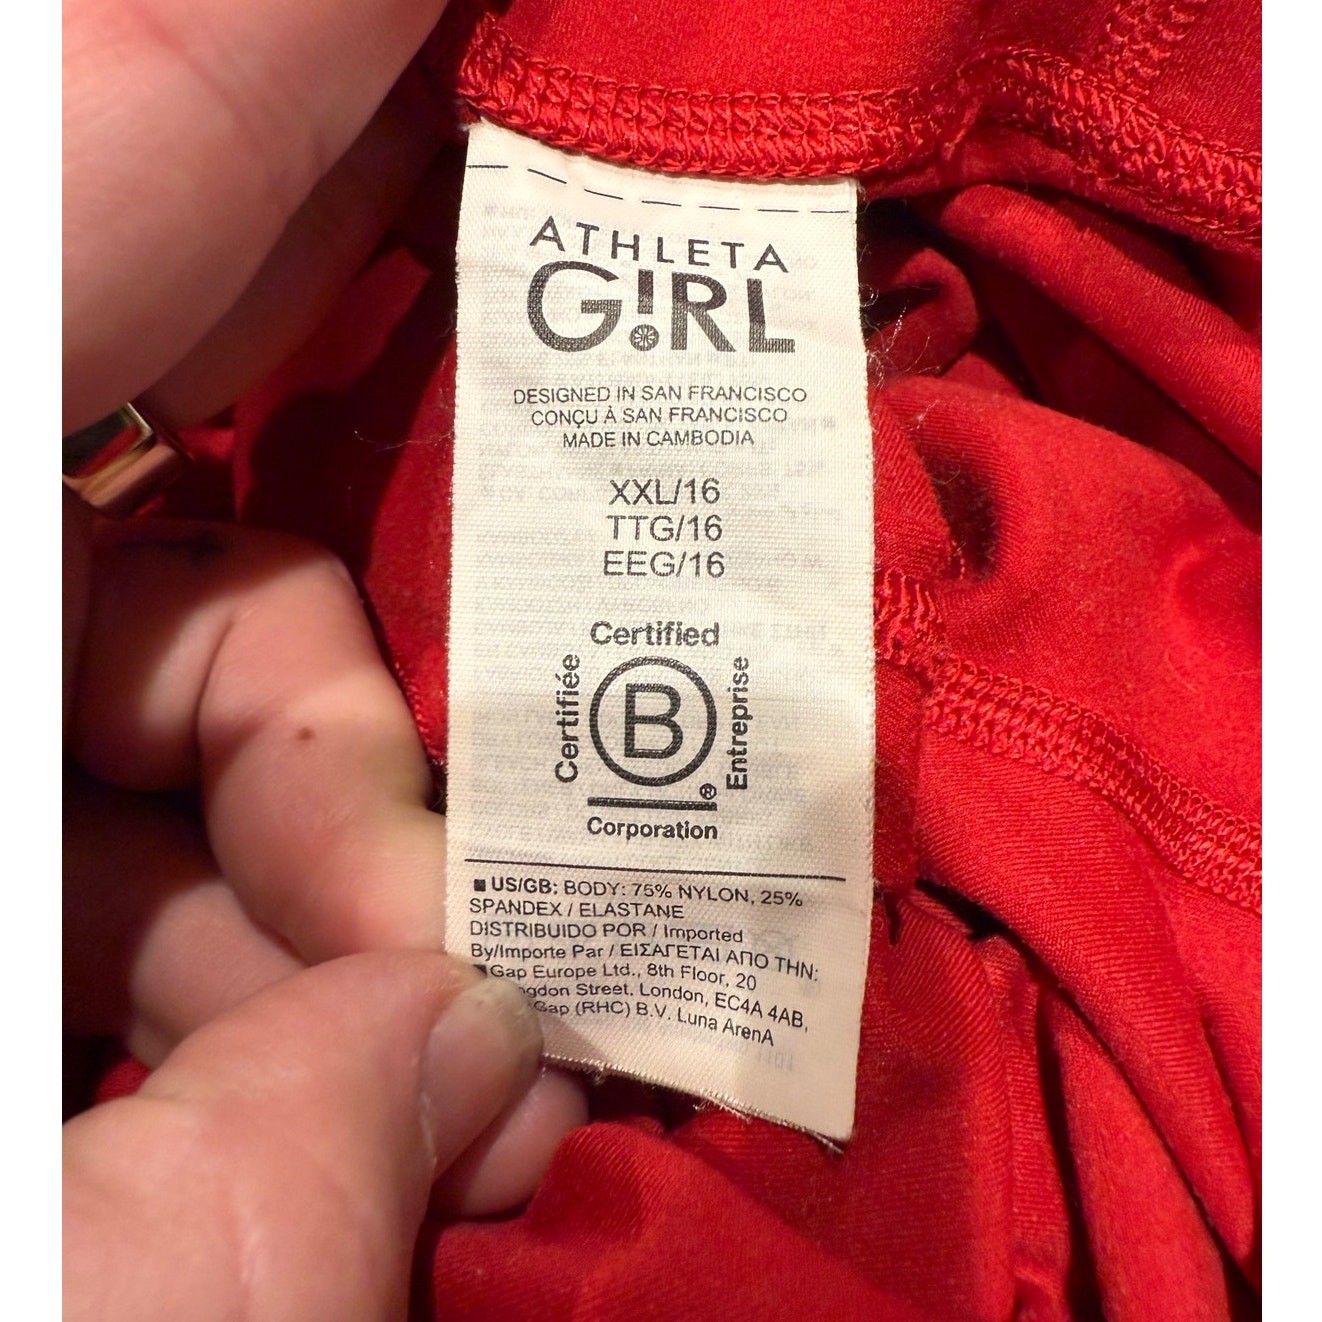 ATHLETA
G!RL
DESIGNED IN SAN FRANCISCO
CONÇU À SAN FRANCISCO
MADE IN CAMBODIA
XXL/16
TTG/16
EEG/16
Certified
Certifiée
B
Entreprise
®
Corporation
US/GB: BODY: 75% NYLON, 25%
SPANDEX / ELASTANE
DISTRIBUIDO POR / Imported
By/Importe Par / ΕΙΣΑΓΕΤΑΙ ΑΠΟ ΤΗΝ:
Gap Europe Ltd., 8th Floor, 20
Street, London, EC4A 4AB,
Gap (RHC) B.V. Luna ArenA